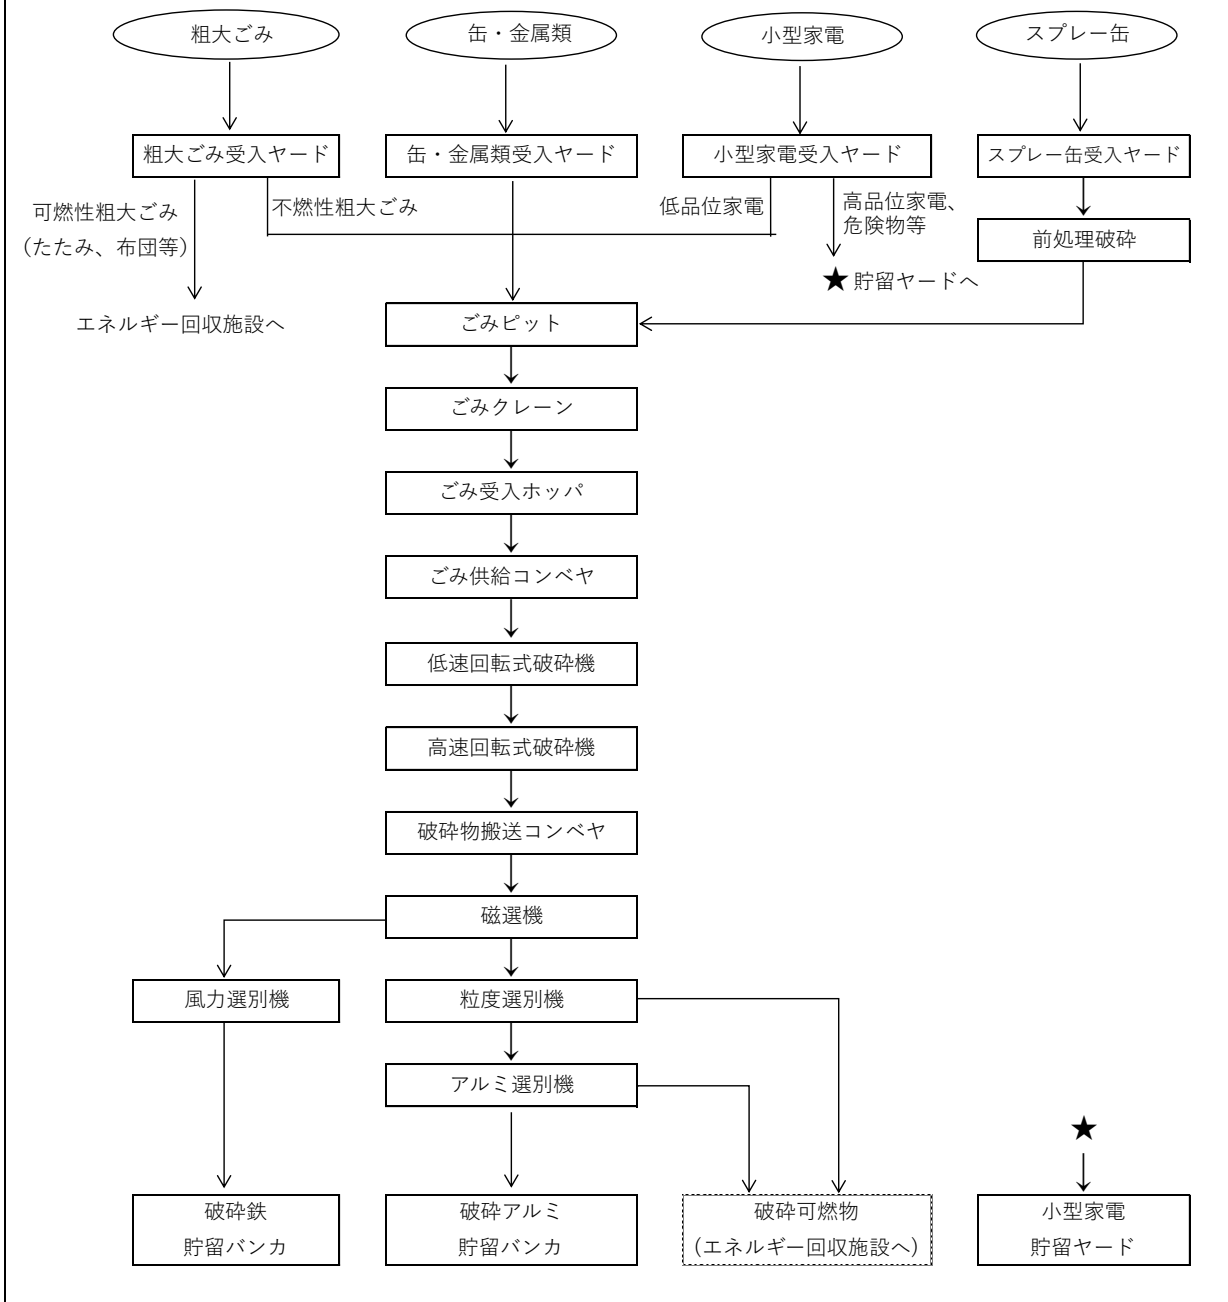 粗大ごみ
缶・金属類
小型家電
スプレー缶
粗大ごみ受入ヤード
缶・金属類受入ヤード
小型家電受入ヤード
スプレー缶受入ヤード
可燃性粗大ごみ
（たたみ、布団等）
不燃性粗大ごみ
低品位家電
高品位家電、
危険物等
前処理破砕
★貯留ヤードへ
エネルギー回収施設へ
ごみピット
ごみクレーン
ごみ受入ホッパ
ごみ供給コンベヤ
低速回転式破砕機
高速回転式破砕機
破砕物搬送コンベヤ
磁選機
風力選別機
粒度選別機
アルミ選別機
★
破砕鉄
貯留バンカ
破砕アルミ
貯留バンカ
破砕可燃物
（エネルギー回収施設へ）
小型家電
貯留ヤード